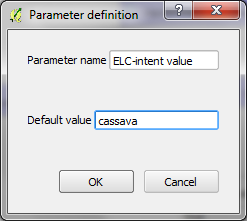 Parameter definition
Parameter name ELC-intent value
Default value cassava
OK Cancel